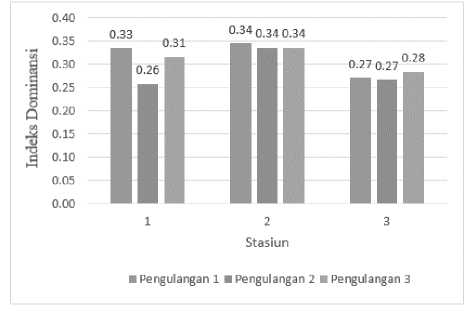 0.40
0.35
0.30
0.25
0.20
0.15
0.10
0.05
0.00
Indeks Dominansi
0.33
0.26
0.31
0.34 0.34 0.34
0.27 0.27 0.28
1 2 3
Stasiun
Pengulangan 1 Pengulangan 2 Pengulangan 3